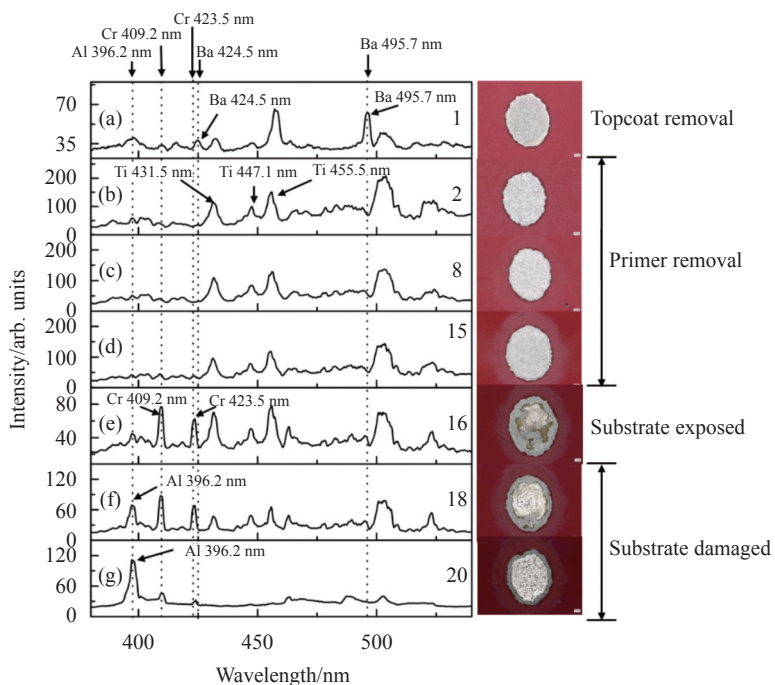 Cr 423.5 nm
Cr 409.2 nm
Al 396.2 nm
Ba 424.5 nm
Ba 495.7 nm
70
35
(a)
Ba 424.5 nm
Ba 495.7 nm
1
Topcoat removal
200
100
0
(b)
Ti 431.5 nm
Ti 447.1 nm
Ti 455.5 nm
2
200
100
0
(c)
8
Primer removal
200
100
0
(d)
15
80
40
(e)
Cr 409.2 nm
Cr 423.5 nm
16
Substrate exposed
120
60
0
(f)
Al 396.2 nm
18
Substrate damaged
120
60
0
(g)
Al 396.2 nm
20
Intensity/arb. units
400
450
500
Wavelength/nm